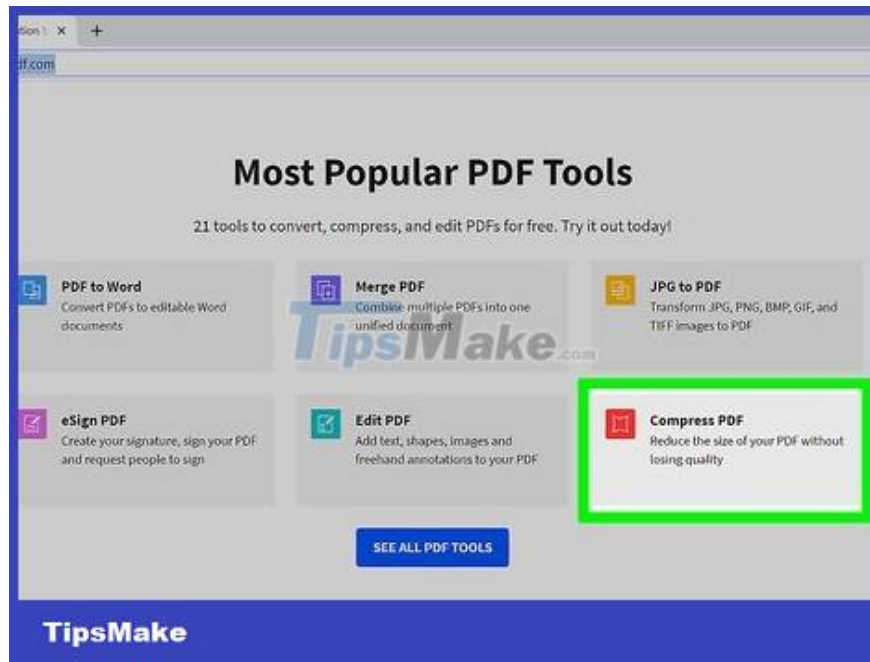 df.com
Most Popular PDF Tools
21 tools to convert, compress, and edit PDFs for free. Try it out today!
PDF to Word
Convert PDFs to editable Word
documents
Merge PDF
Combine multiple PDFs into one
unified document
JPG to PDF
Transform JPG, PNG, BMP, GIF, and
TIFF images to PDF
TipsMake.com
eSign PDF
Create your signature, sign your PDF
and request people to sign
Edit PDF
Add text, shapes, images and
freehand annotations to your PDF
Compress PDF
Reduce the size of your PDF without
losing quality
SEE ALL PDF TOOLS
TipsMake